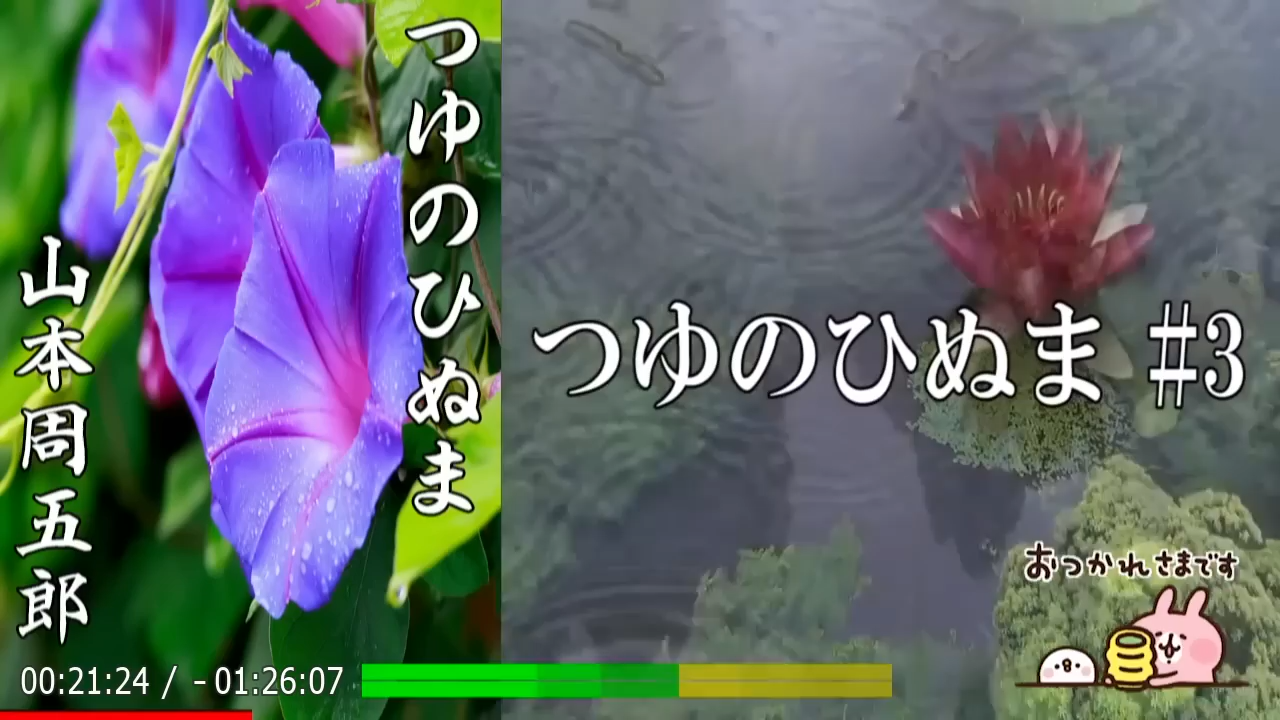 つゆのひぬま
山本周五郎
つゆのひぬま #3
おつかれさまです
00:21:24 / -01:26:07